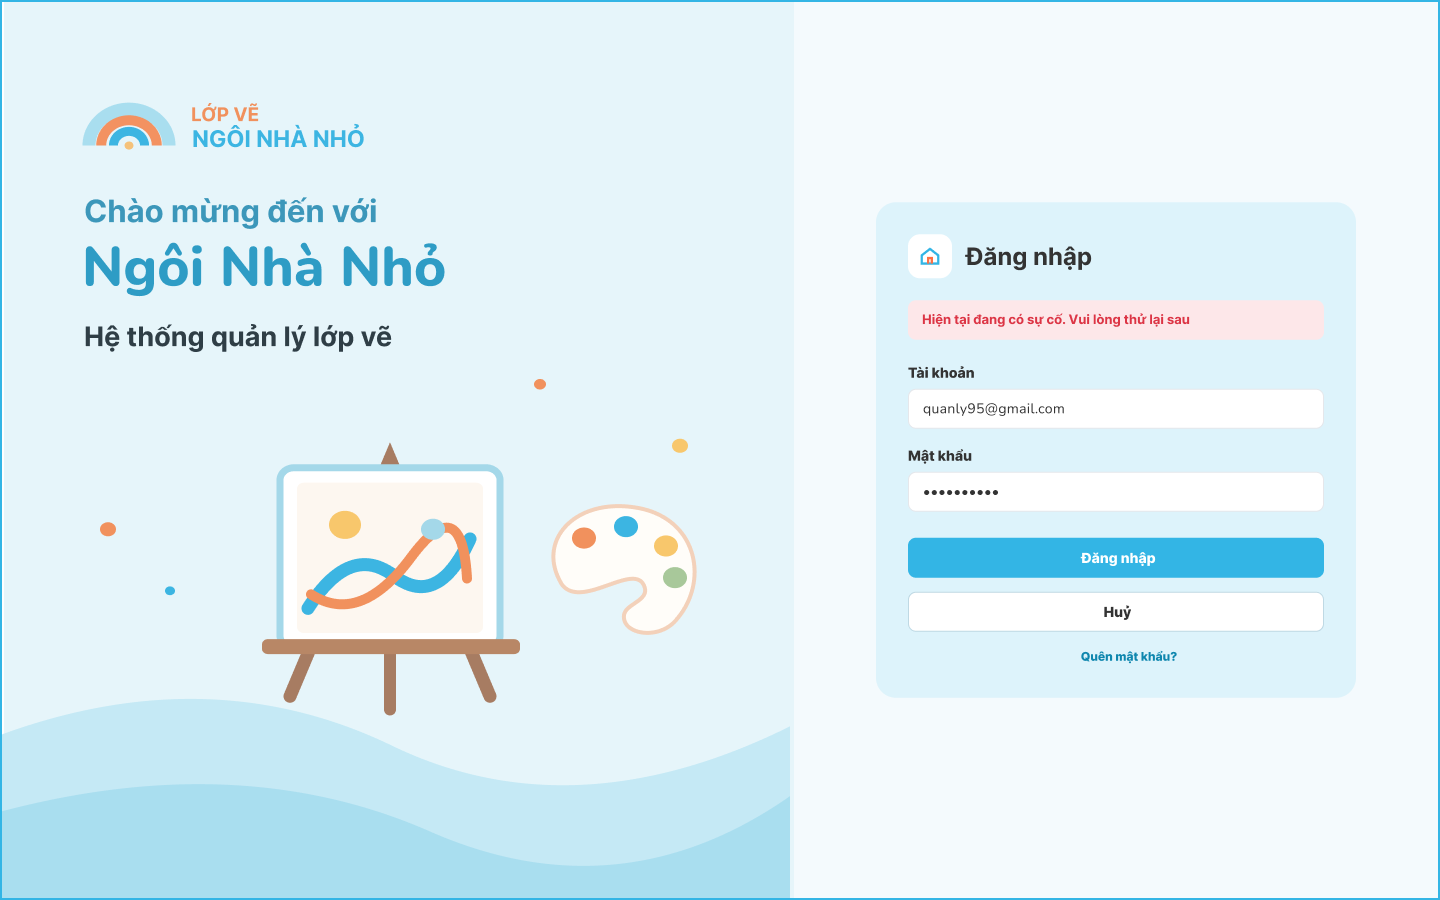 LỚP VẼ
NGÔI NHÀ NHỎ
Chào mừng đến với
Ngôi Nhà Nhỏ
Hệ thống quản lý lớp vẽ
Đăng nhập
Hiện tại đang có sự cố. Vui lòng thử lại sau
Tài khoản
quanly95@gmail.com
Mật khẩu
••••••••••
Đăng nhập
Huỷ
Quên mật khẩu?